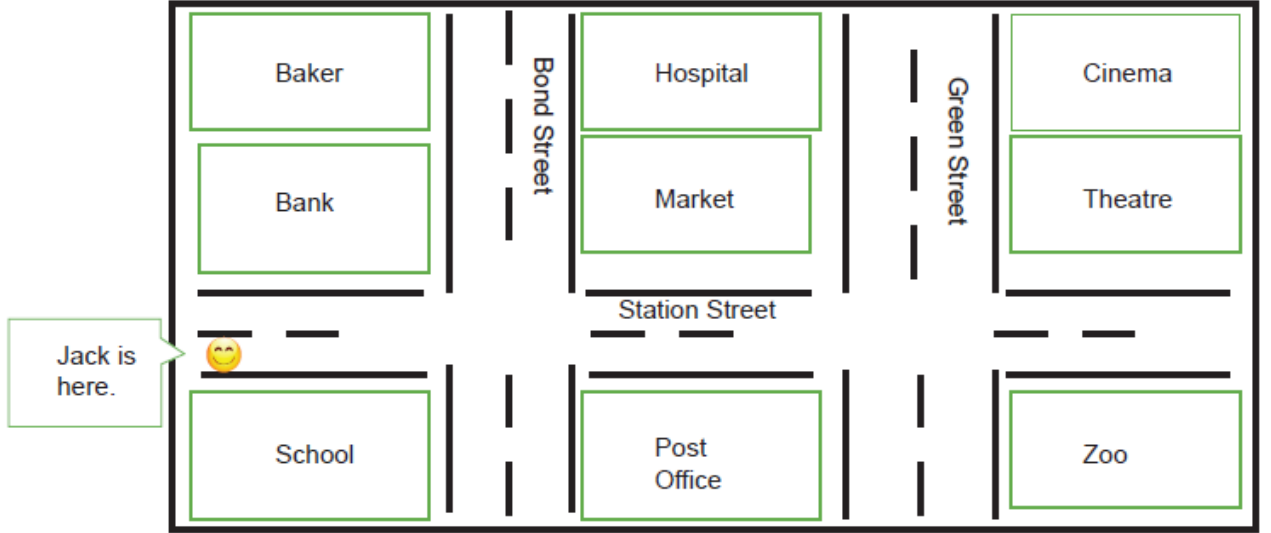 Baker
Bond Street
Hospital
Green Street
Cinema
Bank
Market
Theatre
Station Street
Jack is
here.
School
Post
Office
Zoo